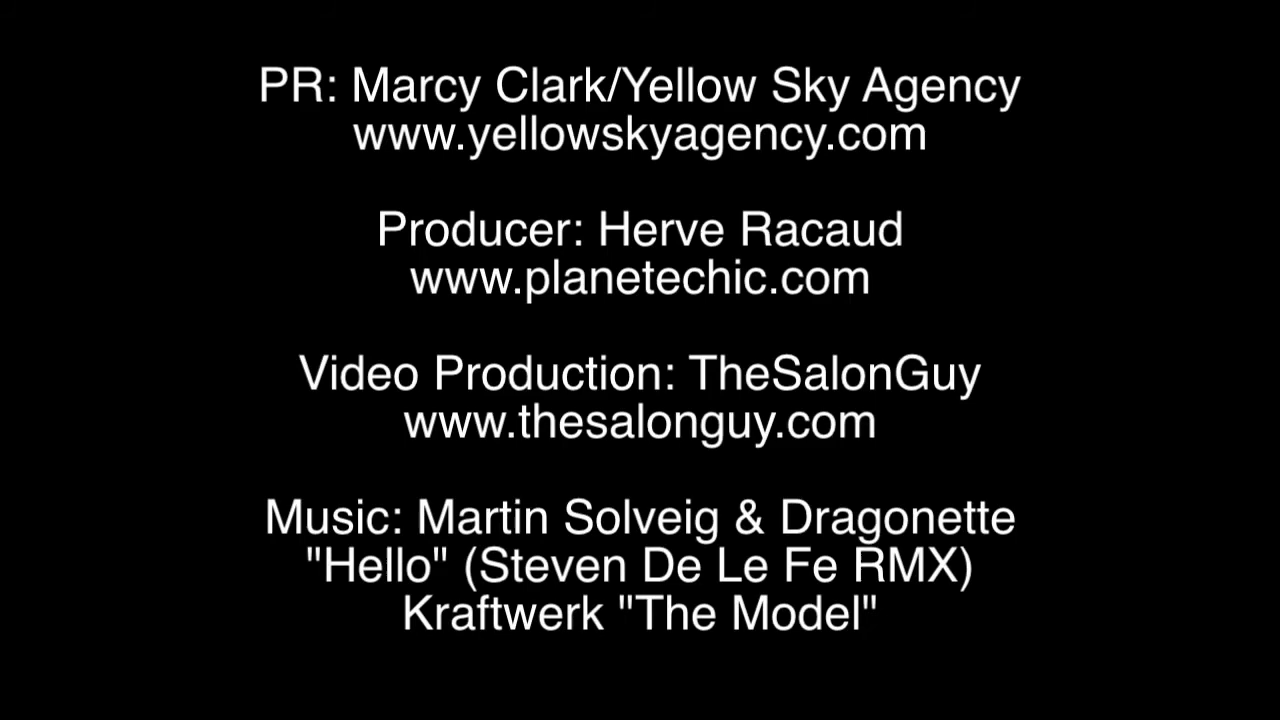 PR: Marcy Clark/Yellow Sky Agency
www.yellowskyagency.com
Producer: Herve Racaud
www.planetechic.com
Video Production: TheSalonGuy
www.thesalonguy.com
Music: Martin Solveig & Dragonette
"Hello" (Steven De Le Fe RMX)
Kraftwerk "The Model"